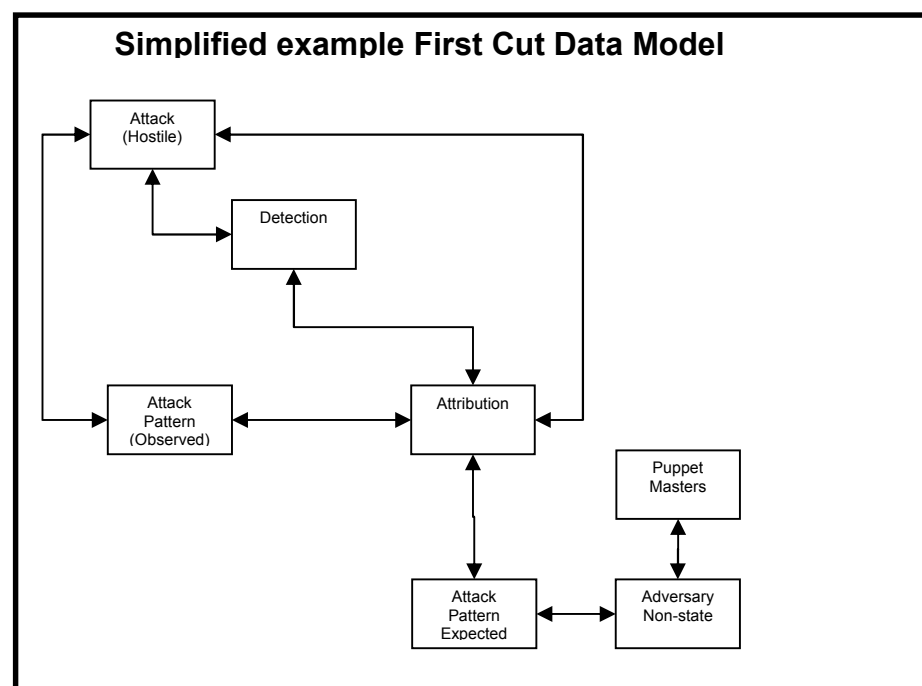 Simplified example First Cut Data Model
Attack
(Hostile)
Detection
Attack
Pattern
(Observed)
Attribution
Puppet
Masters
Attack
Pattern
Expected
Adversary
Non-state